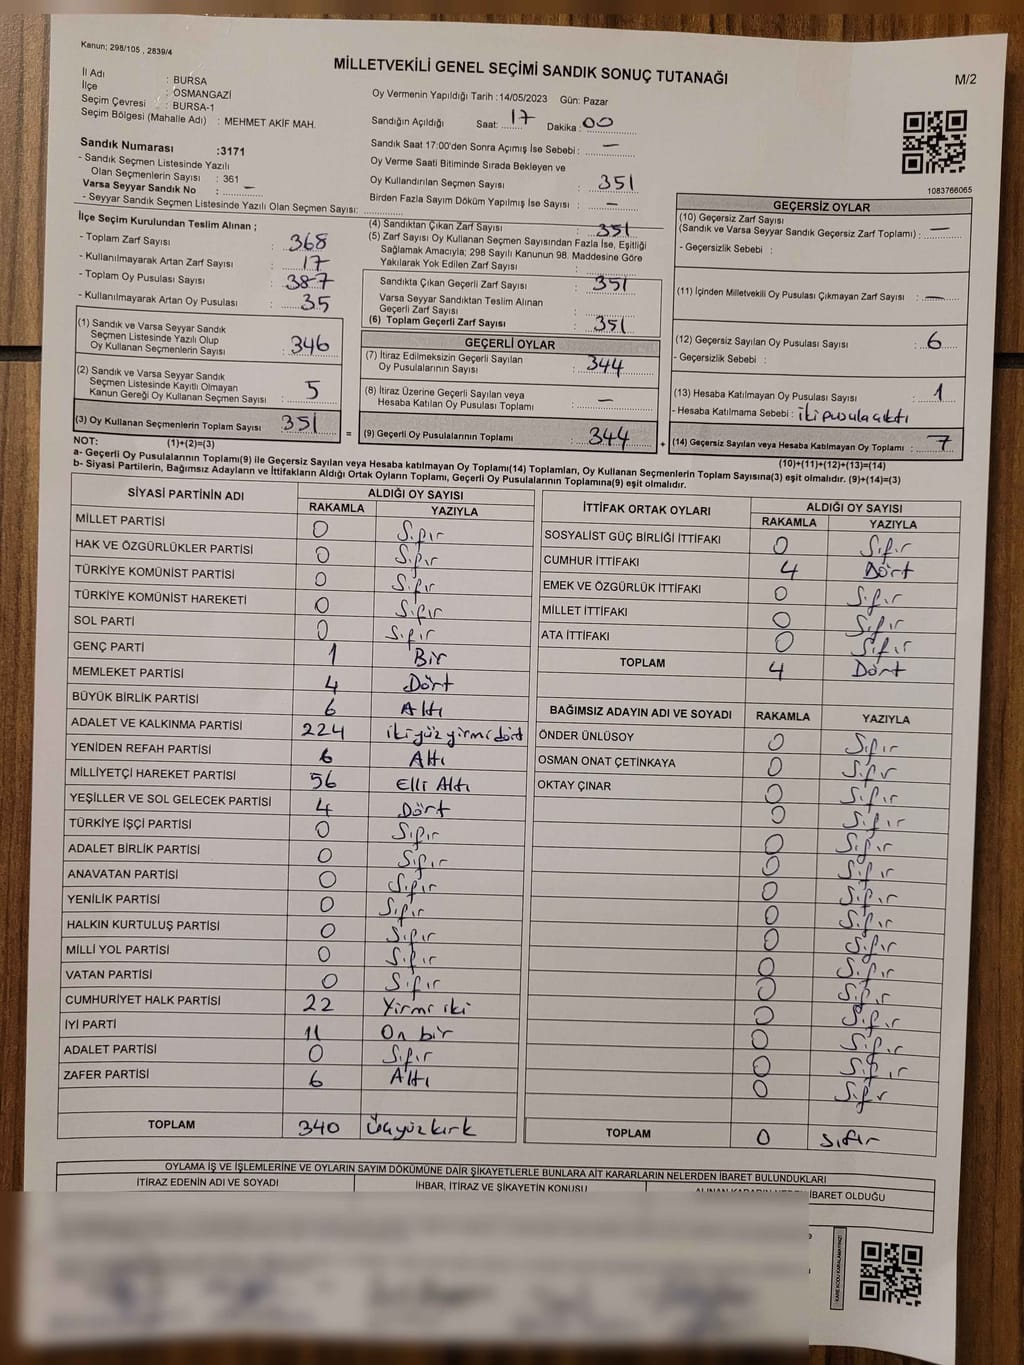 Kanun; 298/105 , 2839/4
MİLLETVEKİLİ GENEL SEÇİMİ SANDIK SONUÇ TUTANAĞI
M/2
İl Adı : BURSA
İlçe : OSMANGAZİ
Seçim Çevresi : BURSA-1
Seçim Bölgesi (Mahalle Adı) : MEHMET AKİF MAH.
Oy Vermenin Yapıldığı Tarih : 14/05/2023 Gün: Pazar
Sandığın Açıldığı Saat: 17 Dakika: 00
Sandık Saat 17:00'den Sonra Açımış İse Sebebi : —
Oy Verme Saati Bitiminde Sırada Bekleyen ve
Oy Kullandırılan Seçmen Sayısı : 351
Birden Fazla Sayım Döküm Yapılmış İse Sayısı : —
1083766065
Sandık Numarası :3171
- Sandık Seçmen Listesinde Yazılı
Olan Seçmenlerin Sayısı : 361
Varsa Seyyar Sandık No : —
- Seyyar Sandık Seçmen Listesinde Yazılı Olan Seçmen Sayısı:
İlçe Seçim Kurulundan Teslim Alınan ;
- Toplam Zarf Sayısı : 368
- Kullanılmayarak Artan Zarf Sayısı : 17
- Toplam Oy Pusulası Sayısı : 387
- Kullanılmayarak Artan Oy Pusulası : 35
(1) Sandık ve Varsa Seyyar Sandık
Seçmen Listesinde Yazılı Olup
Oy Kullanan Seçmenlerin Sayısı : 346
(2) Sandık ve Varsa Seyyar Sandık
Seçmen Listesinde Kayıtlı Olmayan
Kanun Gereği Oy Kullanan Seçmen Sayısı : 5
(3) Oy Kullanan Seçmenlerin Toplam Sayısı : 351
(4) Sandıktan Çıkan Zarf Sayısı : 351
(5) Zarf Sayısı Oy Kullanan Seçmen Sayısından Fazla İse, Eşitliği
Sağlamak Amacıyla; 298 Sayılı Kanunun 98. Maddesine Göre
Yakılarak Yok Edilen Zarf Sayısı :
Sandıkta Çıkan Geçerli Zarf Sayısı : 351
Varsa Seyyar Sandıktan Teslim Alınan
Geçerli Zarf Sayısı :
(6) Toplam Geçerli Zarf Sayısı : 351
GEÇERLİ OYLAR
(7) İtiraz Edilmeksizin Geçerli Sayılan
Oy Pusulalarının Sayısı : 344
(8) İtiraz Üzerine Geçerli Sayılan veya
Hesaba Katılan Oy Pusulası Toplamı : —
= (9) Geçerli Oy Pusulalarının Toplamı : 344 +
GEÇERSİZ OYLAR
(10) Geçersiz Zarf Sayısı
(Sandık ve Varsa Seyyar Sandık Geçersiz Zarf Toplamı) : —
- Geçersizlik Sebebi :
(11) İçinden Milletvekili Oy Pusulası Çıkmayan Zarf Sayısı : —
(12) Geçersiz Sayılan Oy Pusulası Sayısı : 6
- Geçersizlik Sebebi :
(13) Hesaba Katılmayan Oy Pusulası Sayısı : 1
- Hesaba Katılmama Sebebi : iki pusula çıktı
(14) Geçersiz Sayılan veya Hesaba Katılmayan Oy Toplamı : 7
NOT: (1)+(2)=(3)
(10)+(11)+(12)+(13)=(14)
a- Geçerli Oy Pusulalarının Toplamı(9) ile Geçersiz Sayılan veya Hesaba katılmayan Oy Toplamı(14) Toplamları, Oy Kullanan Seçmenlerin Toplam Sayısına(3) eşit olmalıdır. (9)+(14)=(3)
b- Siyasi Partilerin, Bağımsız Adayların ve İttifakların Aldığı Ortak Oyların Toplamı, Geçerli Oy Pusulalarının Toplamına(9) eşit olmalıdır.
SİYASİ PARTİNİN ADI ALDIĞI OY SAYISI
RAKAMLA YAZIYLA
MİLLET PARTİSİ 0 Sıfır
HAK VE ÖZGÜRLÜKLER PARTİSİ 0 Sıfır
TÜRKİYE KOMÜNİST PARTİSİ 0 Sıfır
TÜRKİYE KOMÜNİST HAREKETİ 0 Sıfır
SOL PARTİ 0 Sıfır
GENÇ PARTİ 1 Bir
MEMLEKET PARTİSİ 4 Dört
BÜYÜK BİRLİK PARTİSİ 6 Altı
ADALET VE KALKINMA PARTİSİ 224 ikiyüzyirmidört
YENİDEN REFAH PARTİSİ 6 Altı
MİLLİYETÇİ HAREKET PARTİSİ 56 Elli Altı
YEŞİLLER VE SOL GELECEK PARTİSİ 4 Dört
TÜRKİYE İŞÇİ PARTİSİ 0 Sıfır
ADALET BİRLİK PARTİSİ 0 Sıfır
ANAVATAN PARTİSİ 0 Sıfır
YENİLİK PARTİSİ 0 Sıfır
HALKIN KURTULUŞ PARTİSİ 0 Sıfır
MİLLİ YOL PARTİSİ 0 Sıfır
VATAN PARTİSİ 0 Sıfır
CUMHURİYET HALK PARTİSİ 22 Yirmi iki
İYİ PARTİ 11 On bir
ADALET PARTİSİ 0 Sıfır
ZAFER PARTİSİ 6 Altı
TOPLAM 340 Üçyüzkırk
İTTİFAK ORTAK OYLARI ALDIĞI OY SAYISI
RAKAMLA YAZIYLA
SOSYALİST GÜÇ BİRLİĞİ İTTİFAKI 0 Sıfır
CUMHUR İTTİFAKI 4 Dört
EMEK VE ÖZGÜRLÜK İTTİFAKI 0 Sıfır
MİLLET İTTİFAKI 0 Sıfır
ATA İTTİFAKI 0 Sıfır
TOPLAM 4 Dört
BAĞIMSIZ ADAYIN ADI VE SOYADI RAKAMLA YAZIYLA
ÖNDER ÜNLÜSOY 0 Sıfır
OSMAN ONAT ÇETİNKAYA 0 Sıfır
OKTAY ÇINAR 0 Sıfır
0 Sıfır
0 Sıfır
0 Sıfır
0 Sıfır
0 Sıfır
0 Sıfır
0 Sıfır
0 Sıfır
0 Sıfır
0 Sıfır
0 Sıfır
0 Sıfır
TOPLAM 0 Sıfır
OYLAMA İŞ VE İŞLEMLERİNE VE OYLARIN SAYIM DÖKÜMÜNE DAİR ŞİKAYETLERLE BUNLARA AİT KARARLARIN NELERDEN İBARET BULUNDUKLARI
İTİRAZ EDENİN ADI VE SOYADI İHBAR, İTİRAZ VE ŞİKAYETİN KONUSU İBARET OLDUĞU
KARE KODU KARALAMAYINIZ!